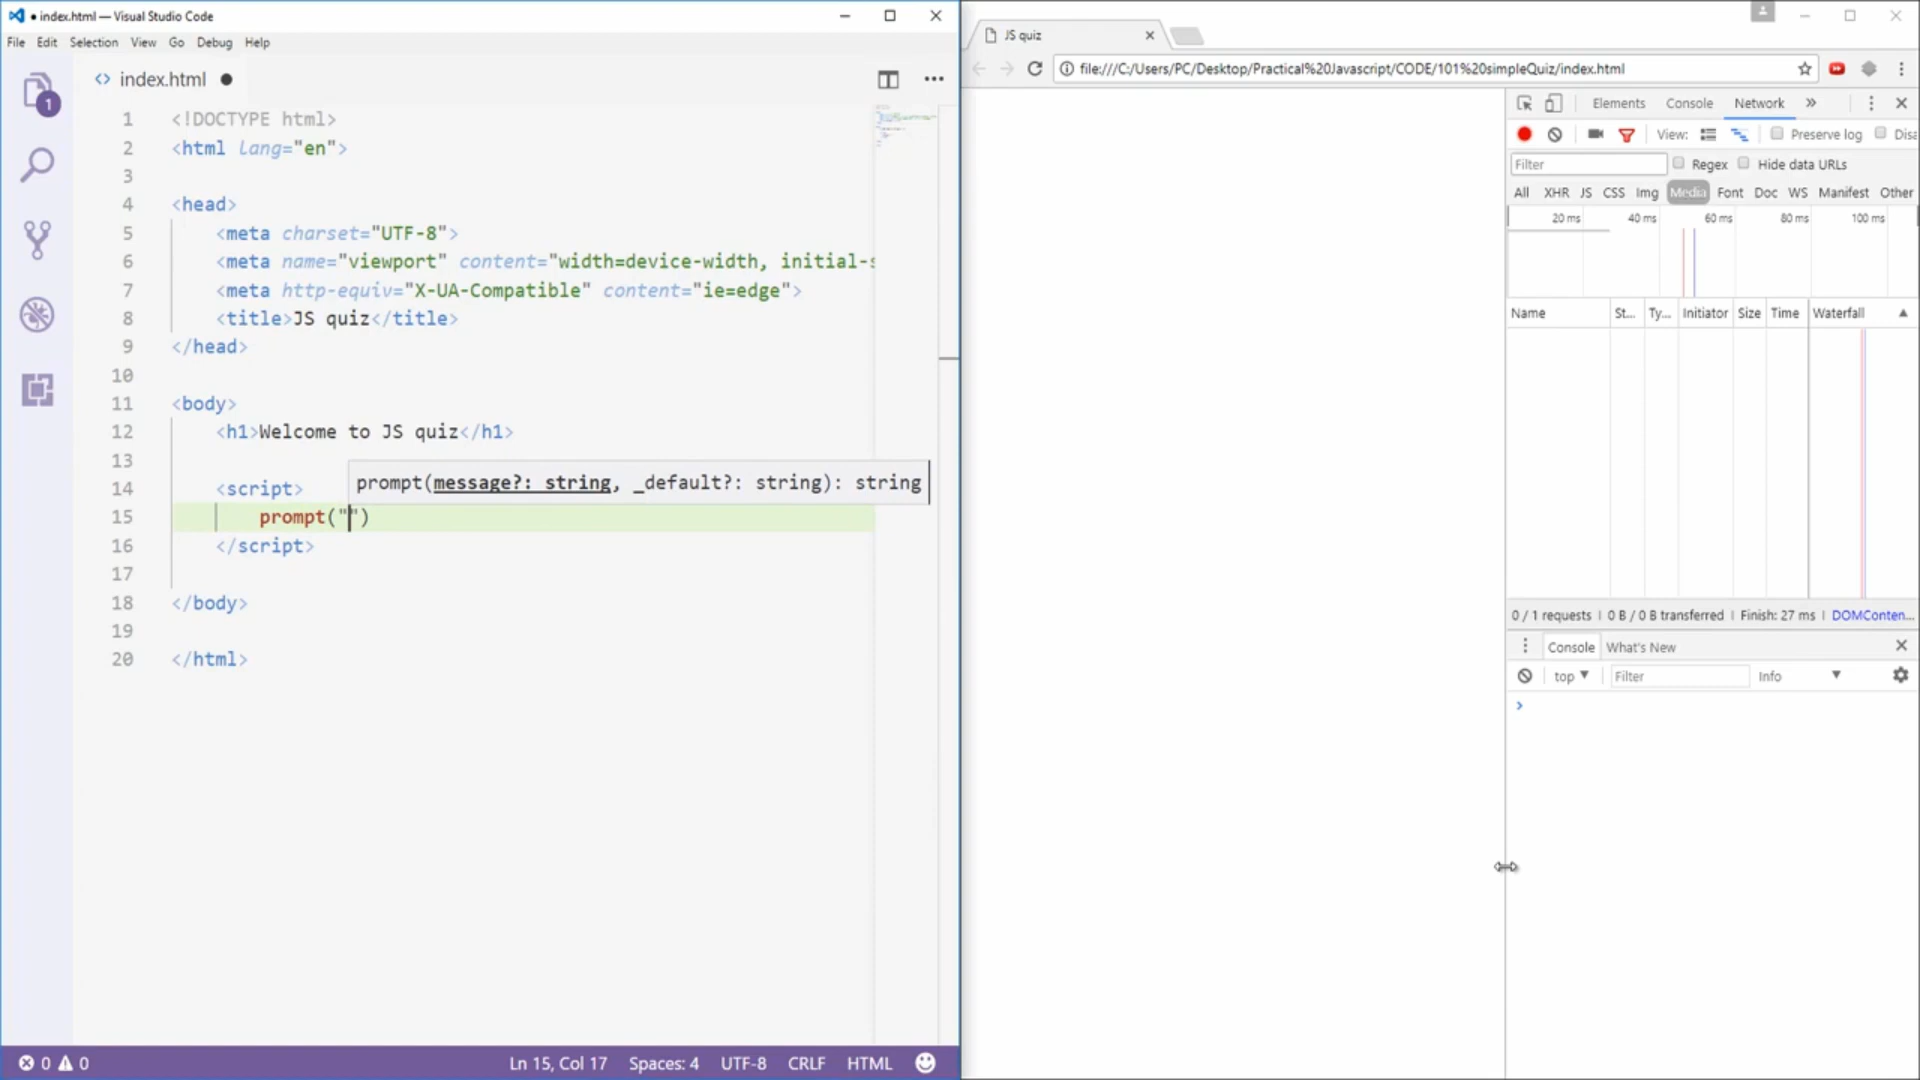 ● index.html — Visual Studio Code
File Edit Selection View Go Debug Help
1
<> index.html ●
1 <!DOCTYPE html>
2 <html lang="en">
3
4 <head>
5 <meta charset="UTF-8">
6 <meta name="viewport" content="width=device-width, initial-s
7 <meta http-equiv="X-UA-Compatible" content="ie=edge">
8 <title>JS quiz</title>
9 </head>
10
11 <body>
12 <h1>Welcome to JS quiz</h1>
13
prompt(message?: string, _default?: string): string
14 <script>
15 prompt("")
16 </script>
17
18 </body>
19
20 </html>
0 0 Ln 15, Col 17 Spaces: 4 UTF-8 CRLF HTML
JS quiz
file:///C:/Users/PC/Desktop/Practical%20Javascript/CODE/101%20simpleQuiz/index.html
Elements Console Network »
View: Preserve log Disa
Filter Regex Hide data URLs
All XHR JS CSS Img Media Font Doc WS Manifest Other
20 ms 40 ms 60 ms 80 ms 100 ms
Name St... Ty... Initiator Size Time Waterfall ▲
0 / 1 requests | 0 B / 0 B transferred | Finish: 27 ms | DOMConten...
Console What's New
top ▼ Filter Info ▼
>